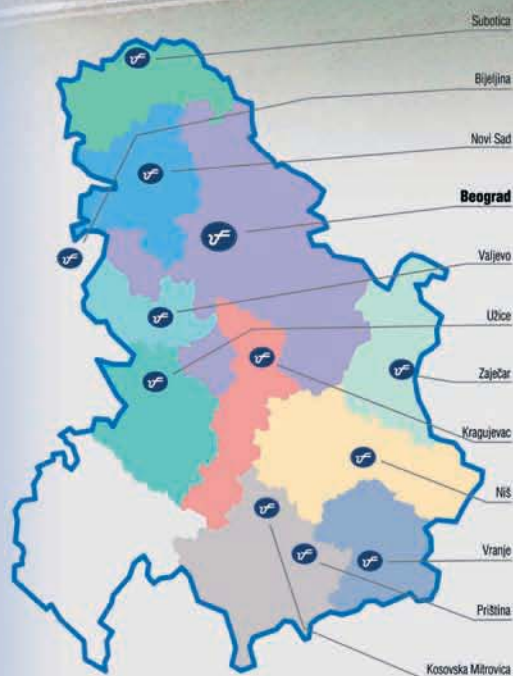 Subotica
Bijeljina
Novi Sad
Beograd
Valjevo
Užice
Zaječar
Kragujevac
Niš
Vranje
Priština
Kosovska Mitrovica